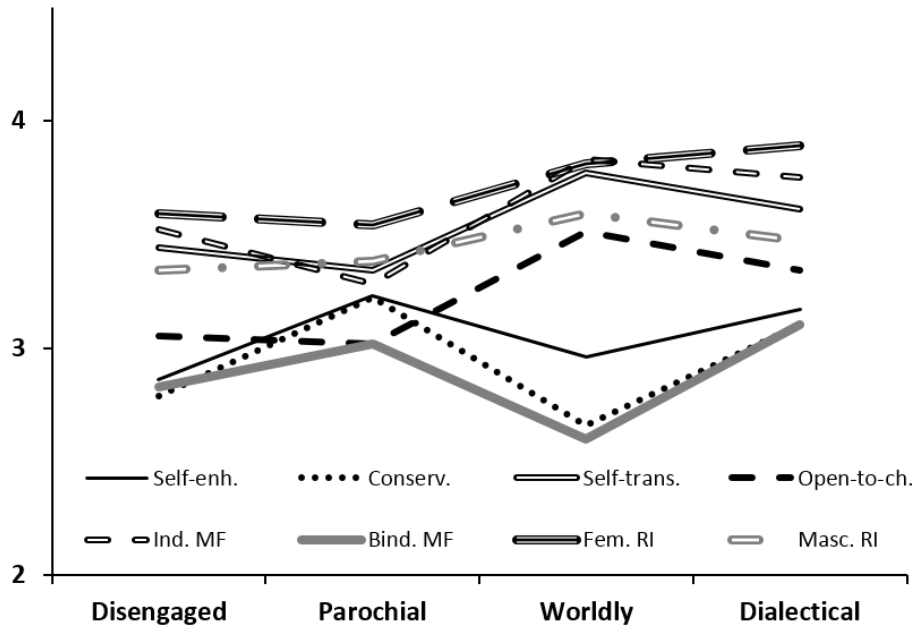 4
3
Self-enh. Conserv. Self-trans. Open-to-ch.
Ind. MF Bind. MF Fem. RI Masc. RI
2
Disengaged Parochial Worldly Dialectical